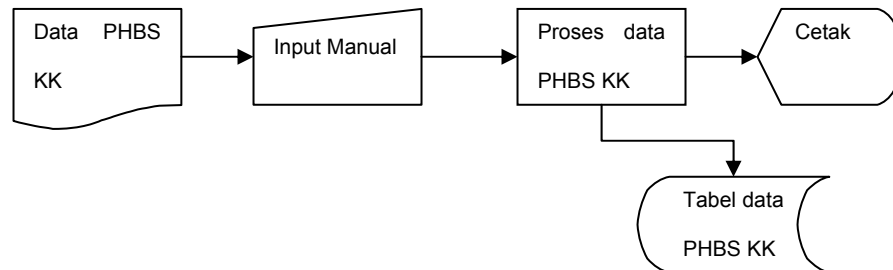 Data PHBS
KK
Input Manual
Proses data
PHBS KK
Cetak
Tabel data
PHBS KK